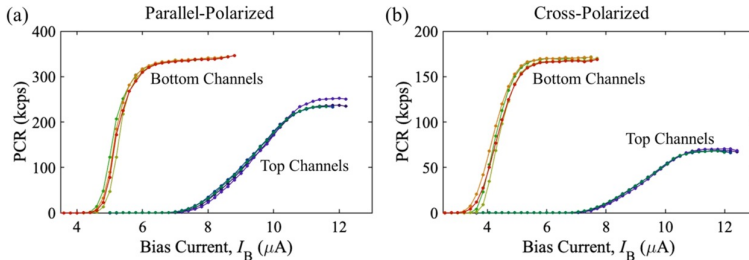 (a)
Parallel-Polarized
400
300
200
100
0
PCR (kcps)
Bottom Channels
Top Channels
4 6 8 10 12
Bias Current, I_B (μA)
(b)
Cross-Polarized
200
150
100
50
0
PCR (kcps)
Bottom Channels
Top Channels
4 6 8 10 12
Bias Current, I_B (μA)